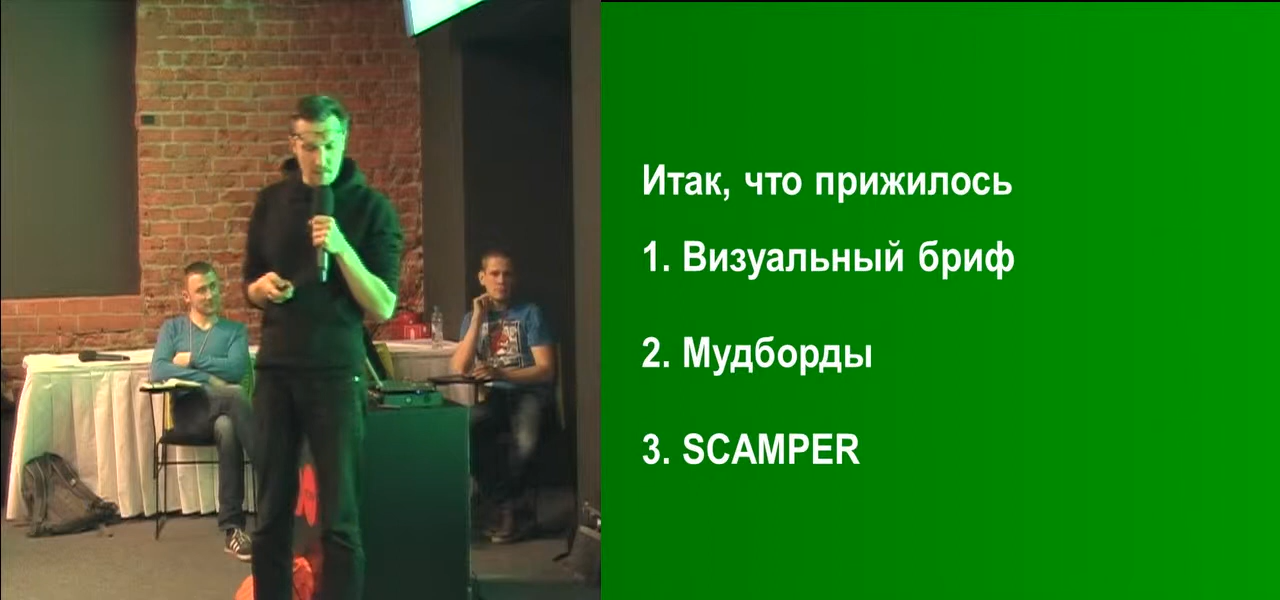 Итак, что прижилось
1. Визуальный бриф
2. Мудборды
3. SCAMPER